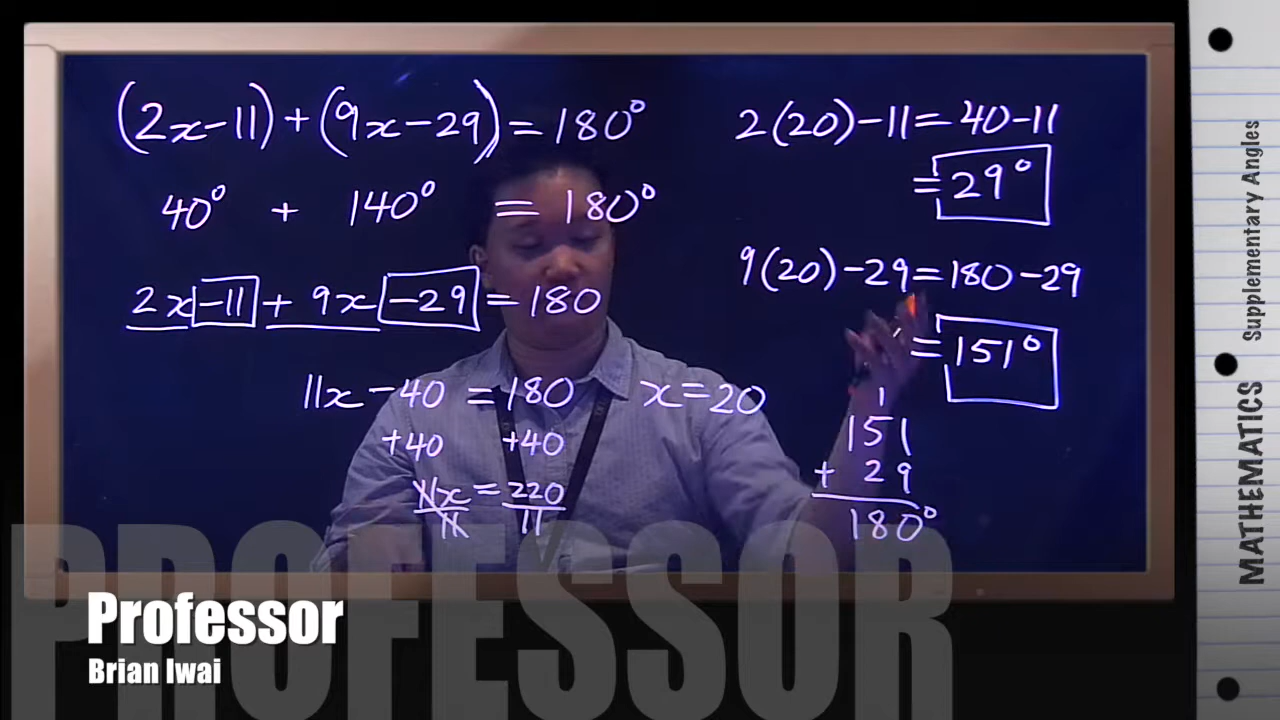 (2x-11)+(9x-29)=180°
40° + 140° = 180°
2x-11+9x-29=180
11x-40=180 x=20
+40 +40
11x=220
11 11
2(20)-11=40-11
=29°
9(20)-29=180-29
=151°
1
151
+ 29
180°
PROFESSOR
Professor
Brian Iwai
MATHEMATICS Supplementary Angles